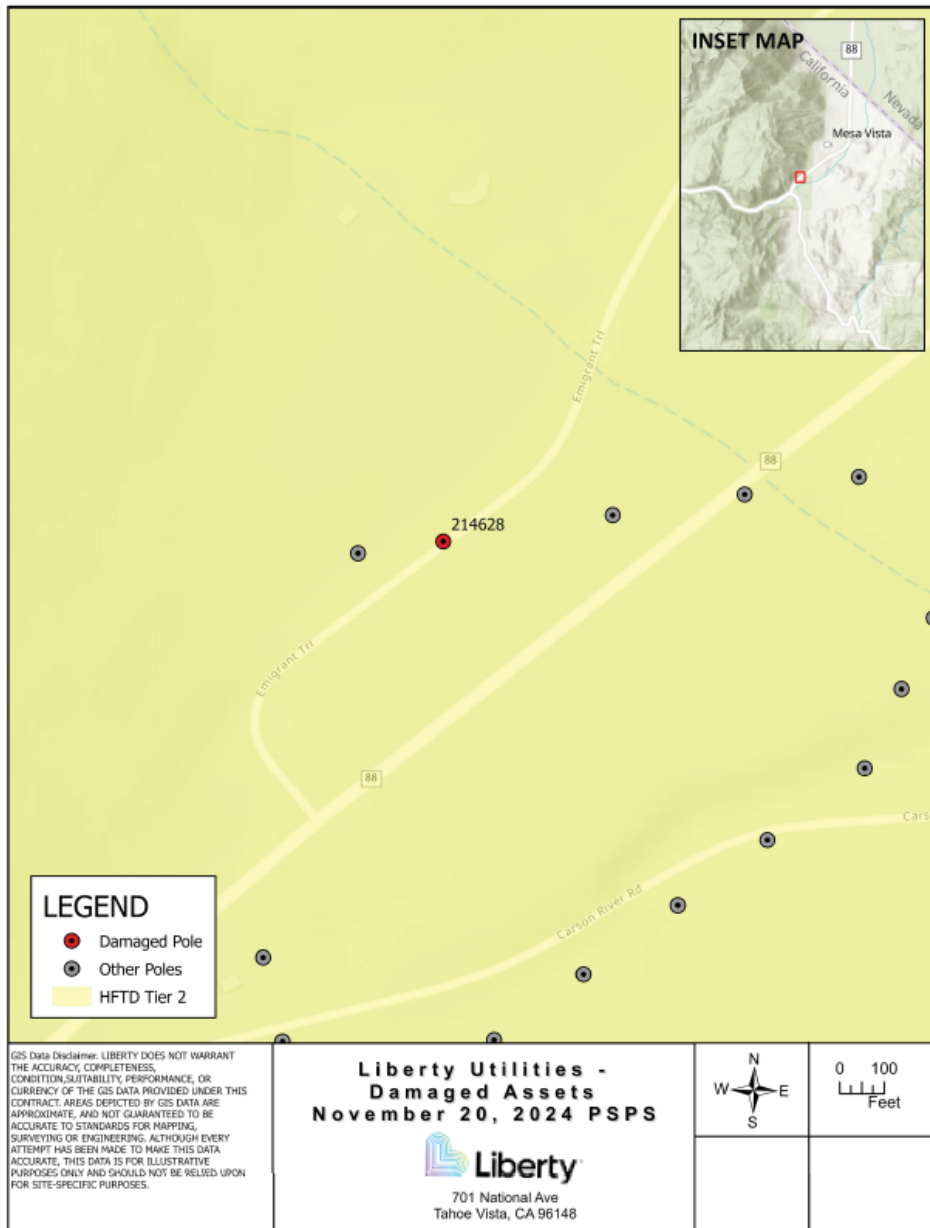 INSET MAP
88
California
Nevada
Mesa Vista
Emigrant Trl
88
214628
Emigrant Trl
88
Cars
Carson River Rd
LEGEND
Damaged Pole
Other Poles
HFTD Tier 2
GIS Data Disclaimer: LIBERTY DOES NOT WARRANT
THE ACCURACY, COMPLETENESS,
CONDITION,SUITABILITY, PERFORMANCE, OR
CURRENCY OF THE GIS DATA PROVIDED UNDER THIS
CONTRACT. AREAS DEPICTED BY GIS DATA ARE
APPROXIMATE, AND NOT GUARANTEED TO BE
ACCURATE TO STANDARDS FOR MAPPING,
SURVEYING OR ENGINEERING. ALTHOUGH EVERY
ATTEMPT HAS BEEN MADE TO MAKE THIS DATA
ACCURATE, THIS DATA IS FOR ILLUSTRATIVE
PURPOSES ONLY AND SHOULD NOT BE RELIED UPON
FOR SITE-SPECIFIC PURPOSES.
Liberty Utilities -
Damaged Assets
November 20, 2024 PSPS
Liberty
701 National Ave
Tahoe Vista, CA 96148
N
W E
S
0 100
Feet